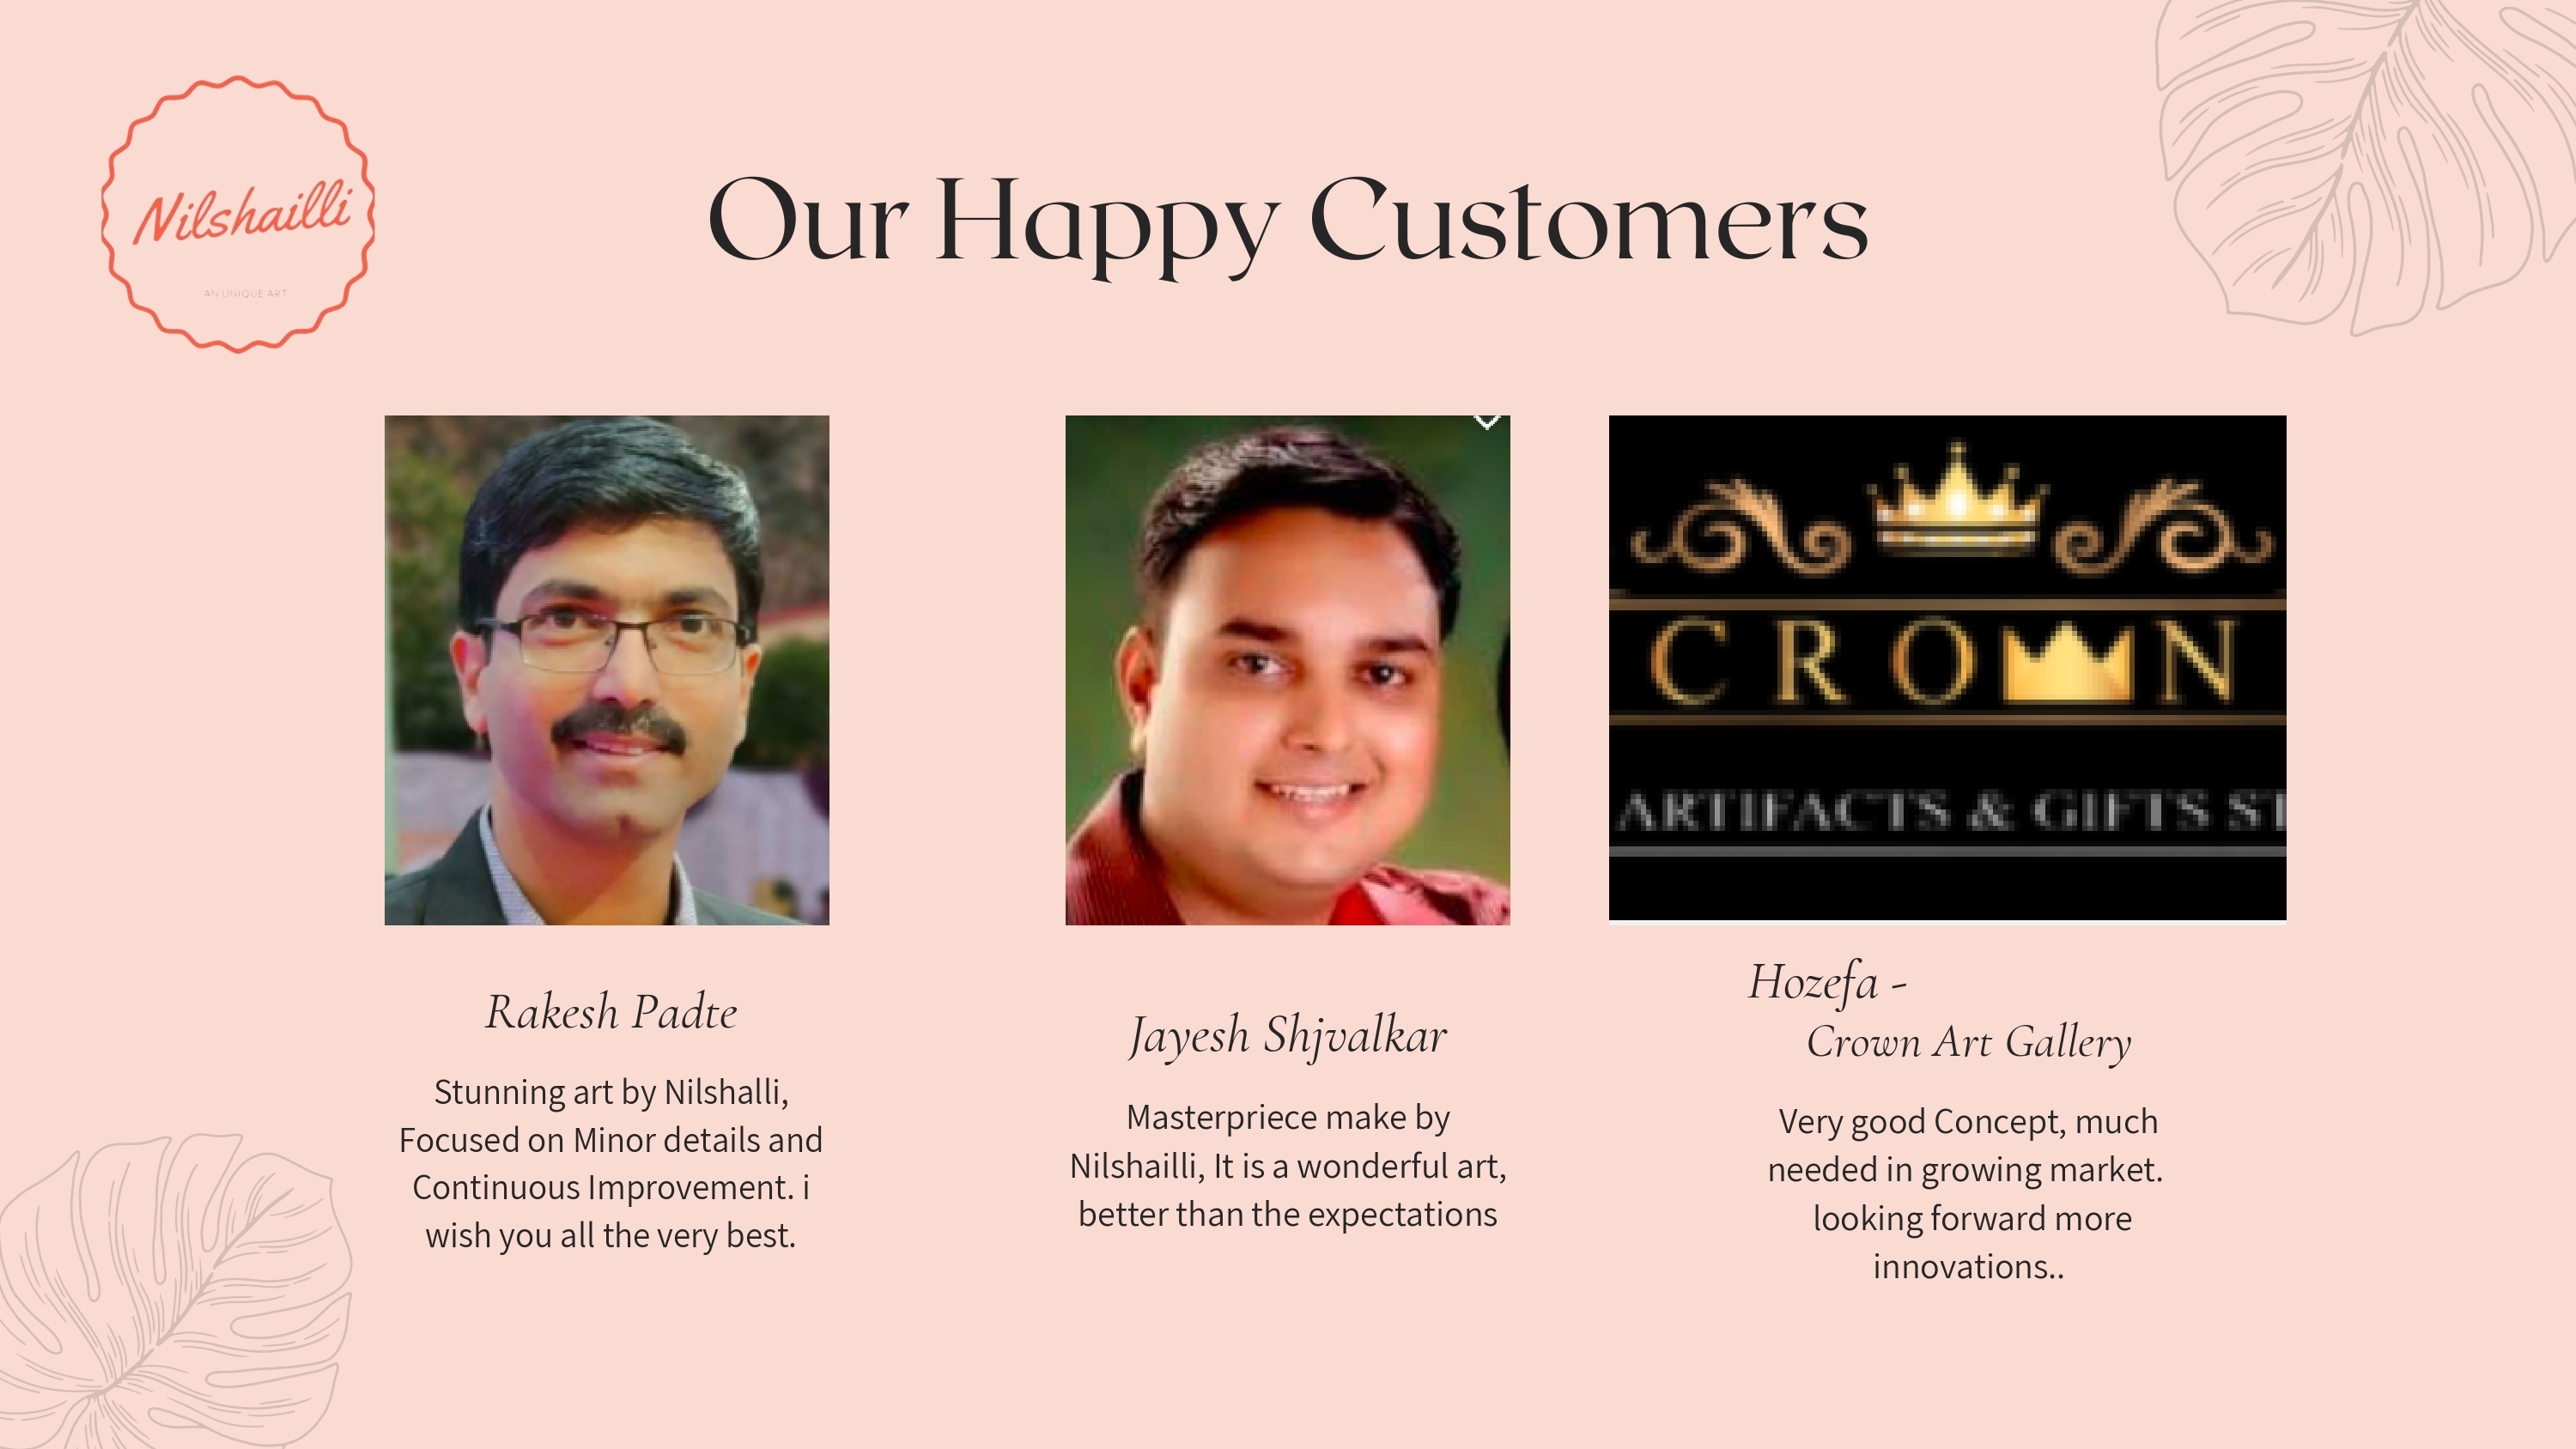 Nilshailli
AN UNIQUE ART
Our Happy Customers
CROWN
ARTIFACTS & GIFTS ST
Rakesh Padte
Stunning art by Nilshalli,
Focused on Minor details and
Continuous Improvement. i
wish you all the very best.
Jayesh Shjvalkar
Masterpriece make by
Nilshailli, It is a wonderful art,
better than the expectations
Hozefa -
Crown Art Gallery
Very good Concept, much
needed in growing market.
looking forward more
innovations..